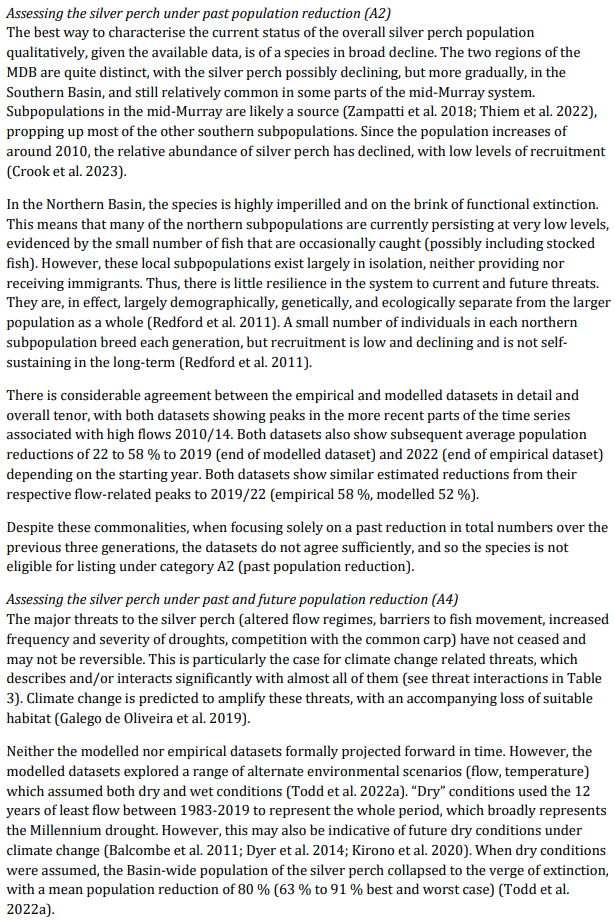 Assessing the silver perch under past population reduction (A2)
The best way to characterise the current status of the overall silver perch population
qualitatively, given the available data, is of a species in broad decline. The two regions of the
MDB are quite distinct, with the silver perch possibly declining, but more gradually, in the
Southern Basin, and still relatively common in some parts of the mid-Murray system.
Subpopulations in the mid-Murray are likely a source (Zampatti et al. 2018; Thiem et al. 2022),
propping up most of the other southern subpopulations. Since the population increases of
around 2010, the relative abundance of silver perch has declined, with low levels of recruitment
(Crook et al. 2023).
In the Northern Basin, the species is highly imperilled and on the brink of functional extinction.
This means that many of the northern subpopulations are currently persisting at very low levels,
evidenced by the small number of fish that are occasionally caught (possibly including stocked
fish). However, these local subpopulations exist largely in isolation, neither providing nor
receiving immigrants. Thus, there is little resilience in the system to current and future threats.
They are, in effect, largely demographically, genetically, and ecologically separate from the larger
population as a whole (Redford et al. 2011). A small number of individuals in each northern
subpopulation breed each generation, but recruitment is low and declining and is not self-
sustaining in the long-term (Redford et al. 2011).
There is considerable agreement between the empirical and modelled datasets in detail and
overall tenor, with both datasets showing peaks in the more recent parts of the time series
associated with high flows 2010/14. Both datasets also show subsequent average population
reductions of 22 to 58 % to 2019 (end of modelled dataset) and 2022 (end of empirical dataset)
depending on the starting year. Both datasets show similar estimated reductions from their
respective flow-related peaks to 2019/22 (empirical 58 %, modelled 52 %).
Despite these commonalities, when focusing solely on a past reduction in total numbers over the
previous three generations, the datasets do not agree sufficiently, and so the species is not
eligible for listing under category A2 (past population reduction).
Assessing the silver perch under past and future population reduction (A4)
The major threats to the silver perch (altered flow regimes, barriers to fish movement, increased
frequency and severity of droughts, competition with the common carp) have not ceased and
may not be reversible. This is particularly the case for climate change related threats, which
describes and/or interacts significantly with almost all of them (see threat interactions in Table
3). Climate change is predicted to amplify these threats, with an accompanying loss of suitable
habitat (Galego de Oliveira et al. 2019).
Neither the modelled nor empirical datasets formally projected forward in time. However, the
modelled datasets explored a range of alternate environmental scenarios (flow, temperature)
which assumed both dry and wet conditions (Todd et al. 2022a). “Dry” conditions used the 12
years of least flow between 1983-2019 to represent the whole period, which broadly represents
the Millennium drought. However, this may also be indicative of future dry conditions under
climate change (Balcombe et al. 2011; Dyer et al. 2014; Kirono et al. 2020). When dry conditions
were assumed, the Basin-wide population of the silver perch collapsed to the verge of extinction,
with a mean population reduction of 80 % (63 % to 91 % best and worst case) (Todd et al.
2022a).